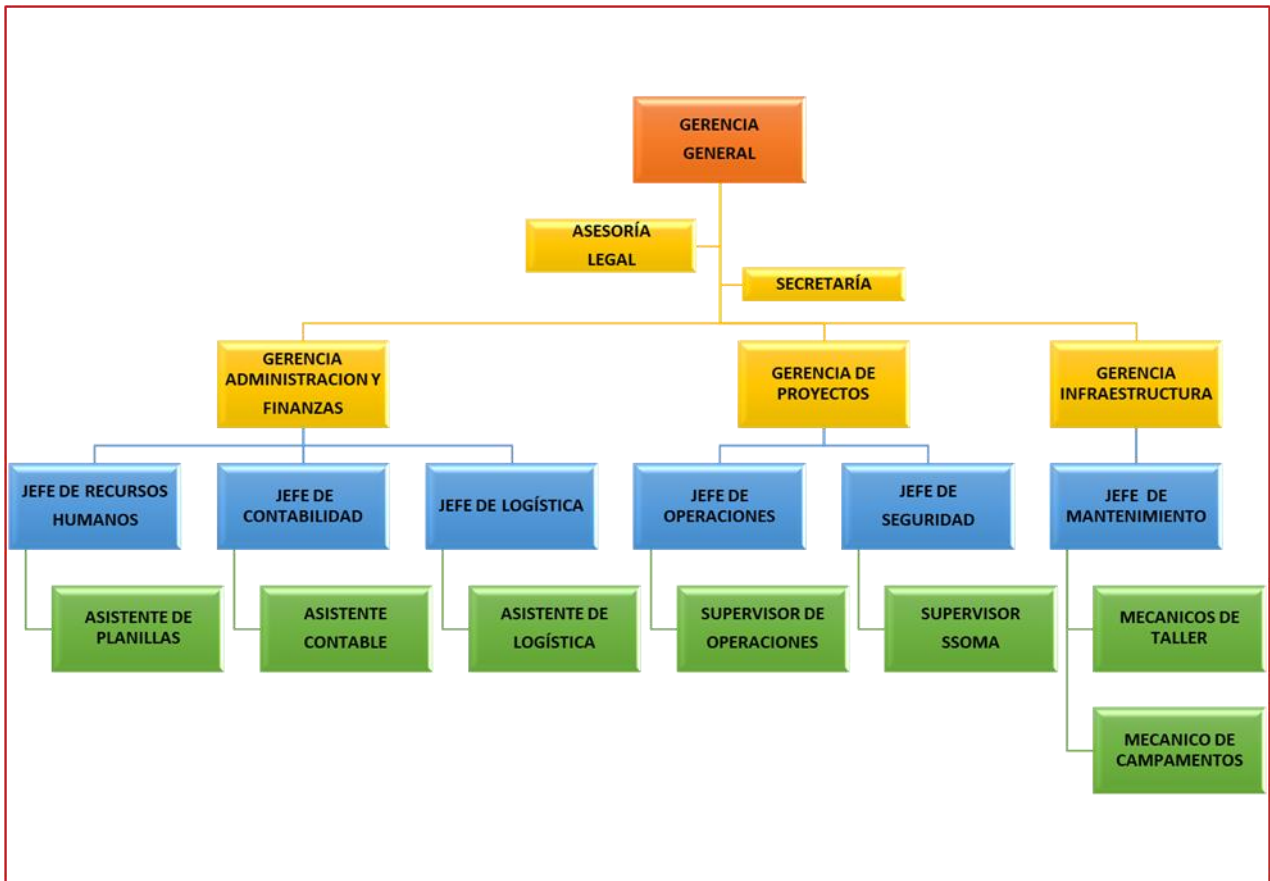 GERENCIA
GENERAL
ASESORÍA
LEGAL
SECRETARÍA
GERENCIA
ADMINISTRACION Y
FINANZAS
GERENCIA DE
PROYECTOS
GERENCIA
INFRAESTRUCTURA
JEFE DE RECURSOS
HUMANOS
JEFE DE
CONTABILIDAD
JEFE DE LOGÍSTICA
JEFE DE
OPERACIONES
JEFE DE
SEGURIDAD
JEFE DE
MANTENIMIENTO
ASISTENTE DE
PLANILLAS
ASISTENTE
CONTABLE
ASISTENTE DE
LOGÍSTICA
SUPERVISOR DE
OPERACIONES
SUPERVISOR
SSOMA
MECANICOS DE
TALLER
MECANICO DE
CAMPAMENTOS